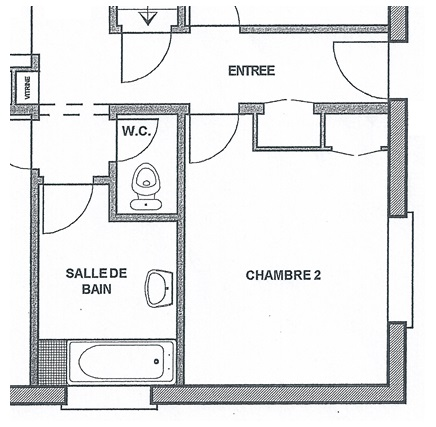 ENTREE
VITRINE
W.C.
SALLE DE
BAIN
CHAMBRE 2